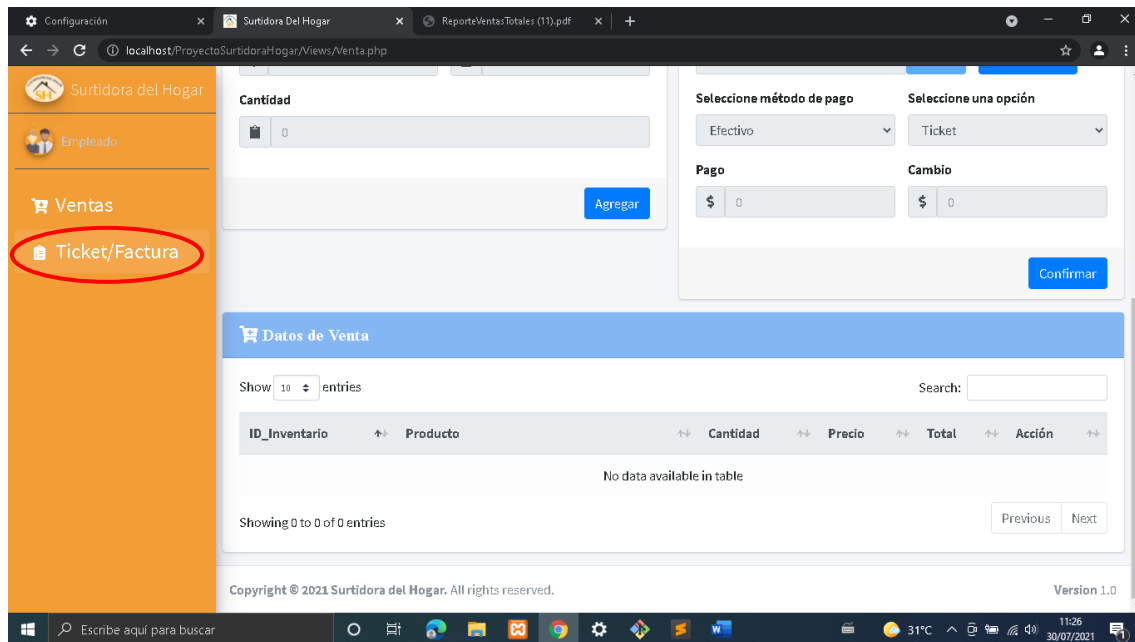 Configuración
Surtidora Del Hogar
ReporteVentasTotales (11).pdf
localhost/ProyectoSurtidoraHogar/Views/Venta.php
SH
Surtidora del Hogar
Empleado
Ventas
Ticket/Factura
Cantidad
0
Agregar
Seleccione método de pago
Seleccione una opción
Efectivo
Ticket
Pago
Cambio
$ 0
$ 0
Confirmar
Datos de Venta
Show 10 entries
Search:
ID_Inventario Producto Cantidad Precio Total Acción
No data available in table
Showing 0 to 0 of 0 entries
Previous Next
Copyright © 2021 Surtidora del Hogar. All rights reserved.
Version 1.0
Escribe aquí para buscar
31°C
11:26
30/07/2021